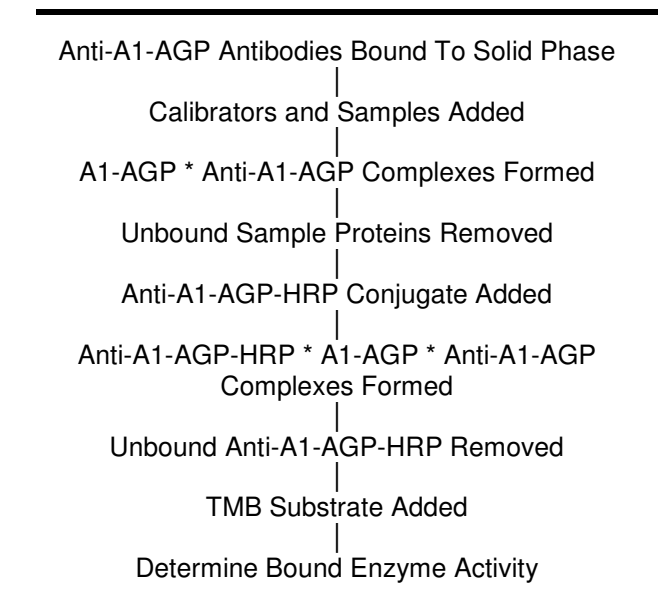 Anti-A1-AGP Antibodies Bound To Solid Phase
Calibrators and Samples Added
A1-AGP * Anti-A1-AGP Complexes Formed
Unbound Sample Proteins Removed
Anti-A1-AGP-HRP Conjugate Added
Anti-A1-AGP-HRP * A1-AGP * Anti-A1-AGP
Complexes Formed
Unbound Anti-A1-AGP-HRP Removed
TMB Substrate Added
Determine Bound Enzyme Activity